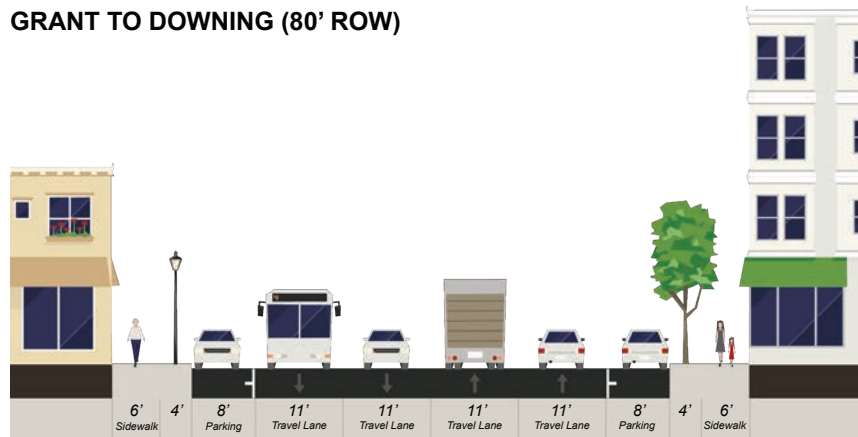 GRANT TO DOWNING (80’ ROW)
6’ 4’ 8’ 11’ 11’ 11’ 11’ 8’ 4’ 6’
Sidewalk Parking Travel Lane Travel Lane Travel Lane Travel Lane Parking Sidewalk